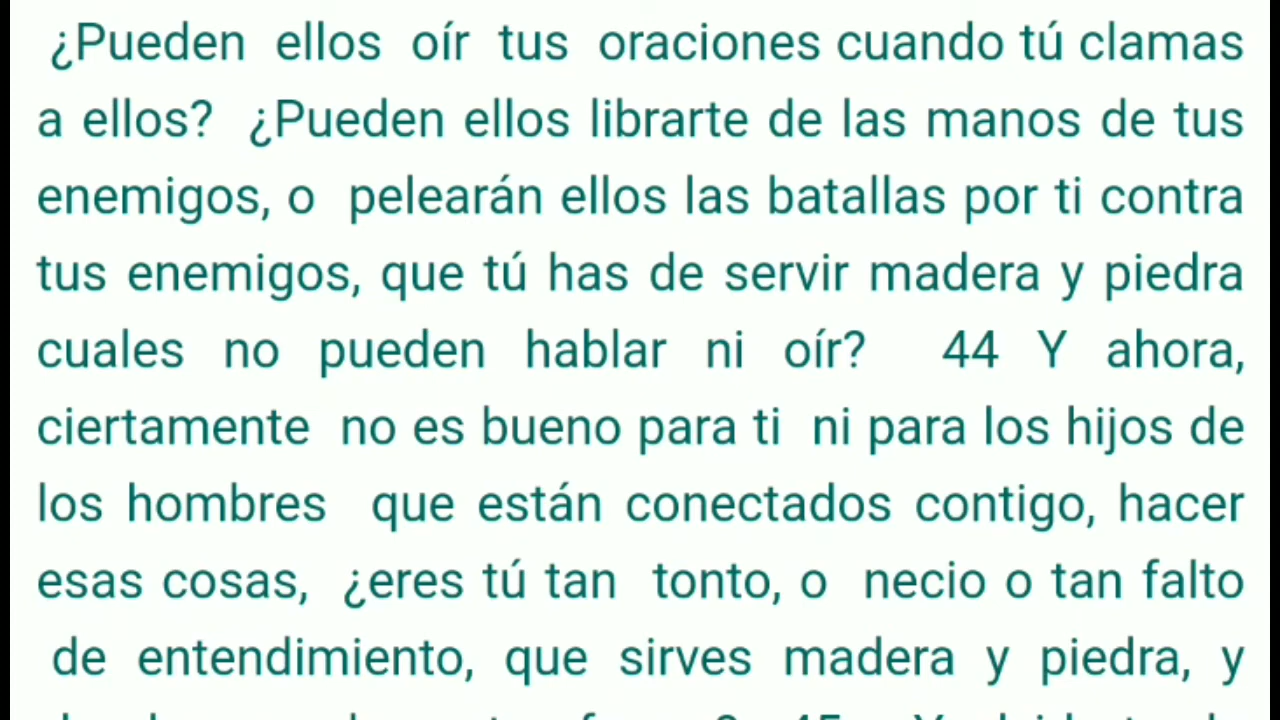 ¿Pueden ellos oír tus oraciones cuando tú clamas
a ellos? ¿Pueden ellos librarte de las manos de tus
enemigos, o pelearán ellos las batallas por ti contra
tus enemigos, que tú has de servir madera y piedra
cuales no pueden hablar ni oír? 44 Y ahora,
ciertamente no es bueno para ti ni para los hijos de
los hombres que están conectados contigo, hacer
esas cosas, ¿eres tú tan tonto, o necio o tan falto
de entendimiento, que sirves madera y piedra, y